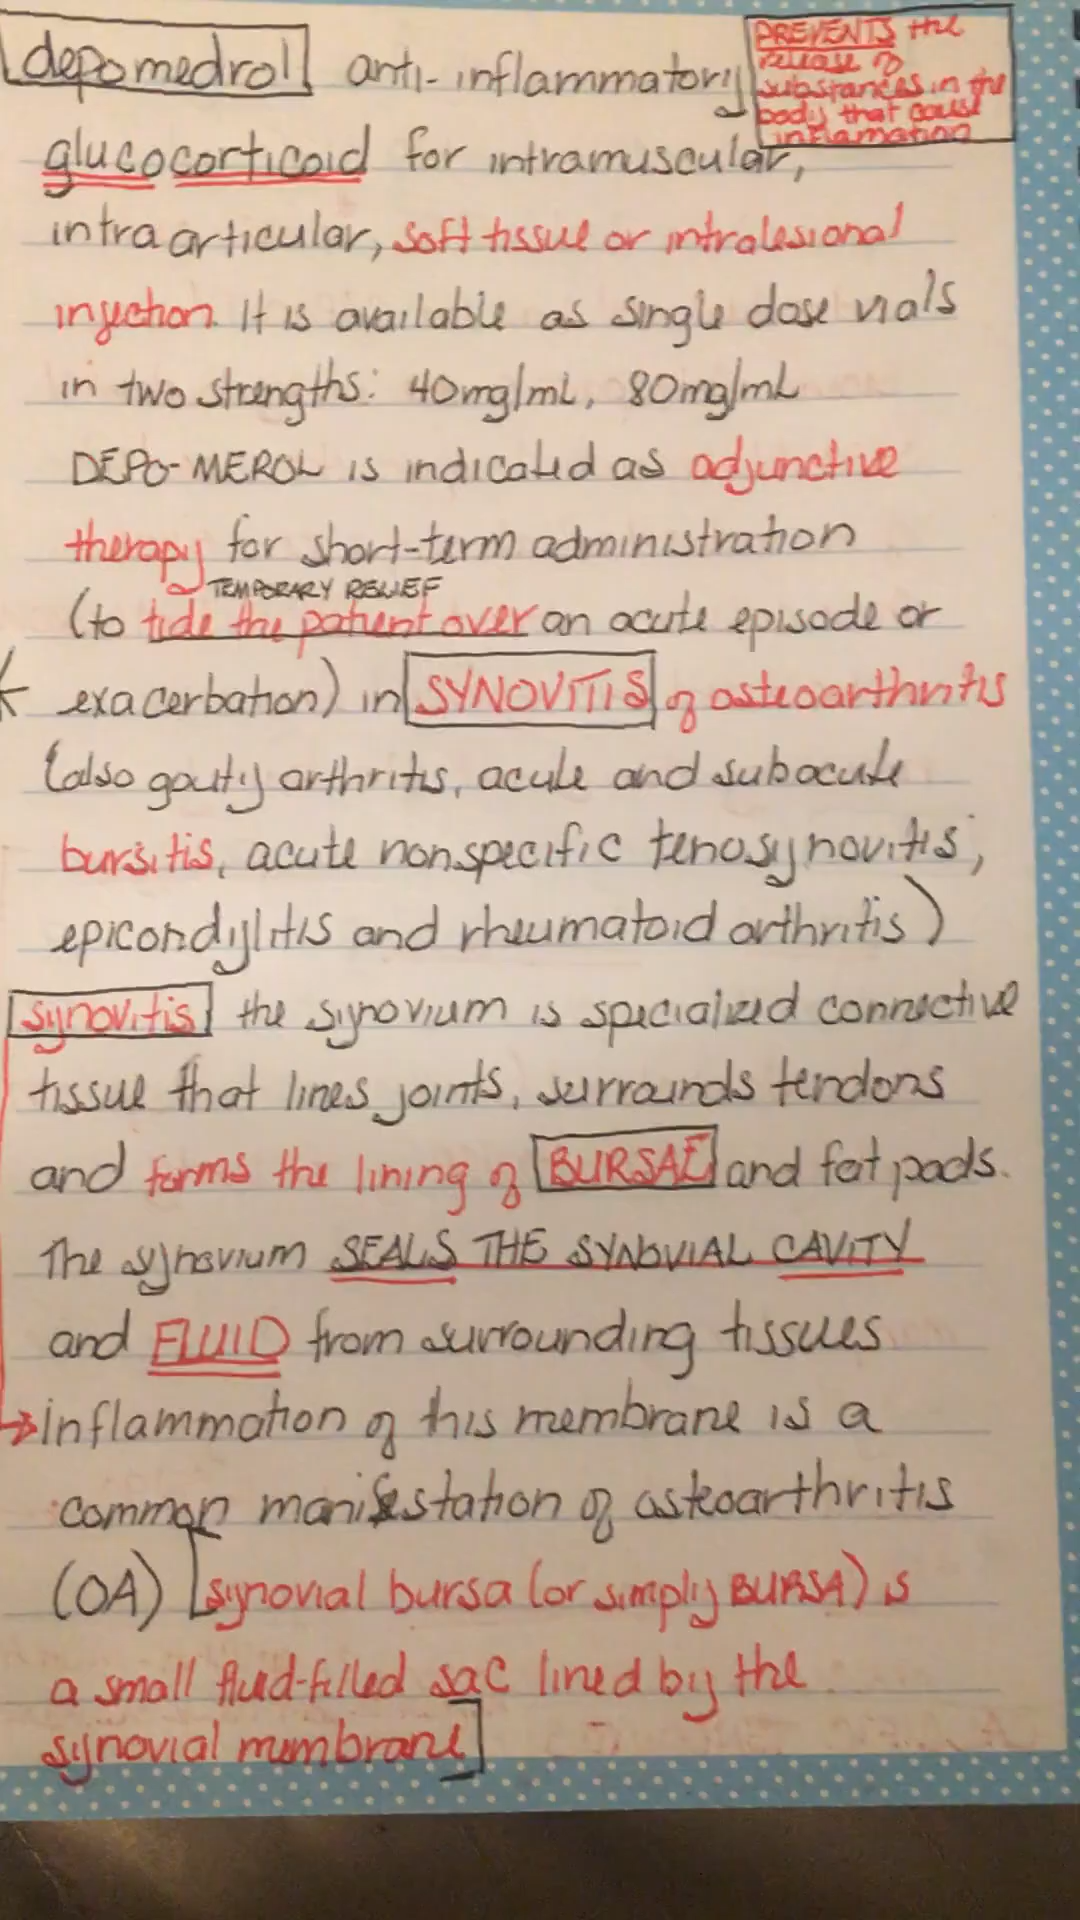 depomedrol anti-inflammatory
PREVENTS the
release of
substances in the
body that cause
inflamation
glucocorticoid for intramuscular,
intraarticular, soft tissue or intralesional
injection. It is available as single dose vials
in two strengths: 40mg/mL, 80mg/mL
DEPO-MEROL is indicated as adjunctive
therapy for short-term administration
TEMPORARY RELIEF
(to tide the patient over an acute episode or
exacerbation) in SYNOVITIS of osteoarthritis
(also gouty arthritis, acute and subacute
bursitis, acute nonspecific tenosynovitis,
epicondylitis and rheumatoid arthritis)
synovitis the synovium is specialized connective
tissue that lines joints, surrounds tendons
and forms the lining of BURSAE and fat pads.
The synovium SEALS THE SYNOVIAL CAVITY
and FLUID from surrounding tissues
→ inflammation of this membrane is a
common manifestation of osteoarthritis
(OA) [synovial bursa (or simply BURSA) is
a small fluid-filled sac lined by the
synovial membrane]